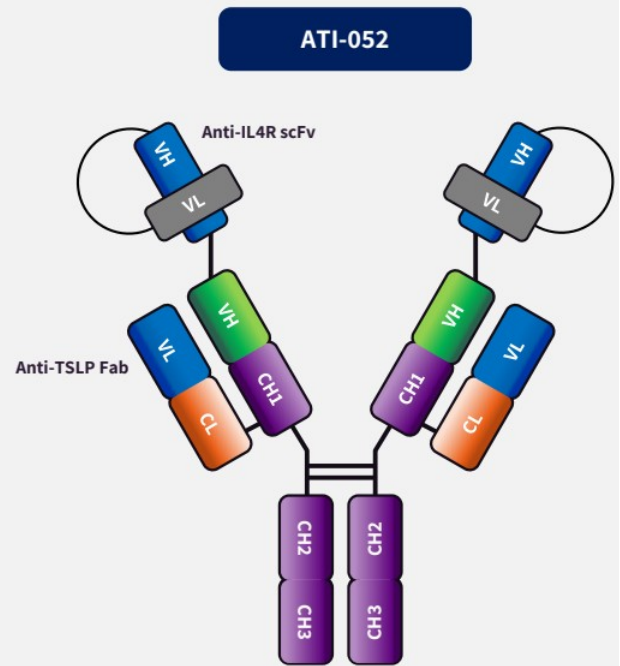 ATI-052
Anti-IL4R scFv
VH
VL
VH
VL
VH
VL
CH1
CL
Anti-TSLP Fab
VH
VL
CH1
CL
CH2
CH2
CH3
CH3